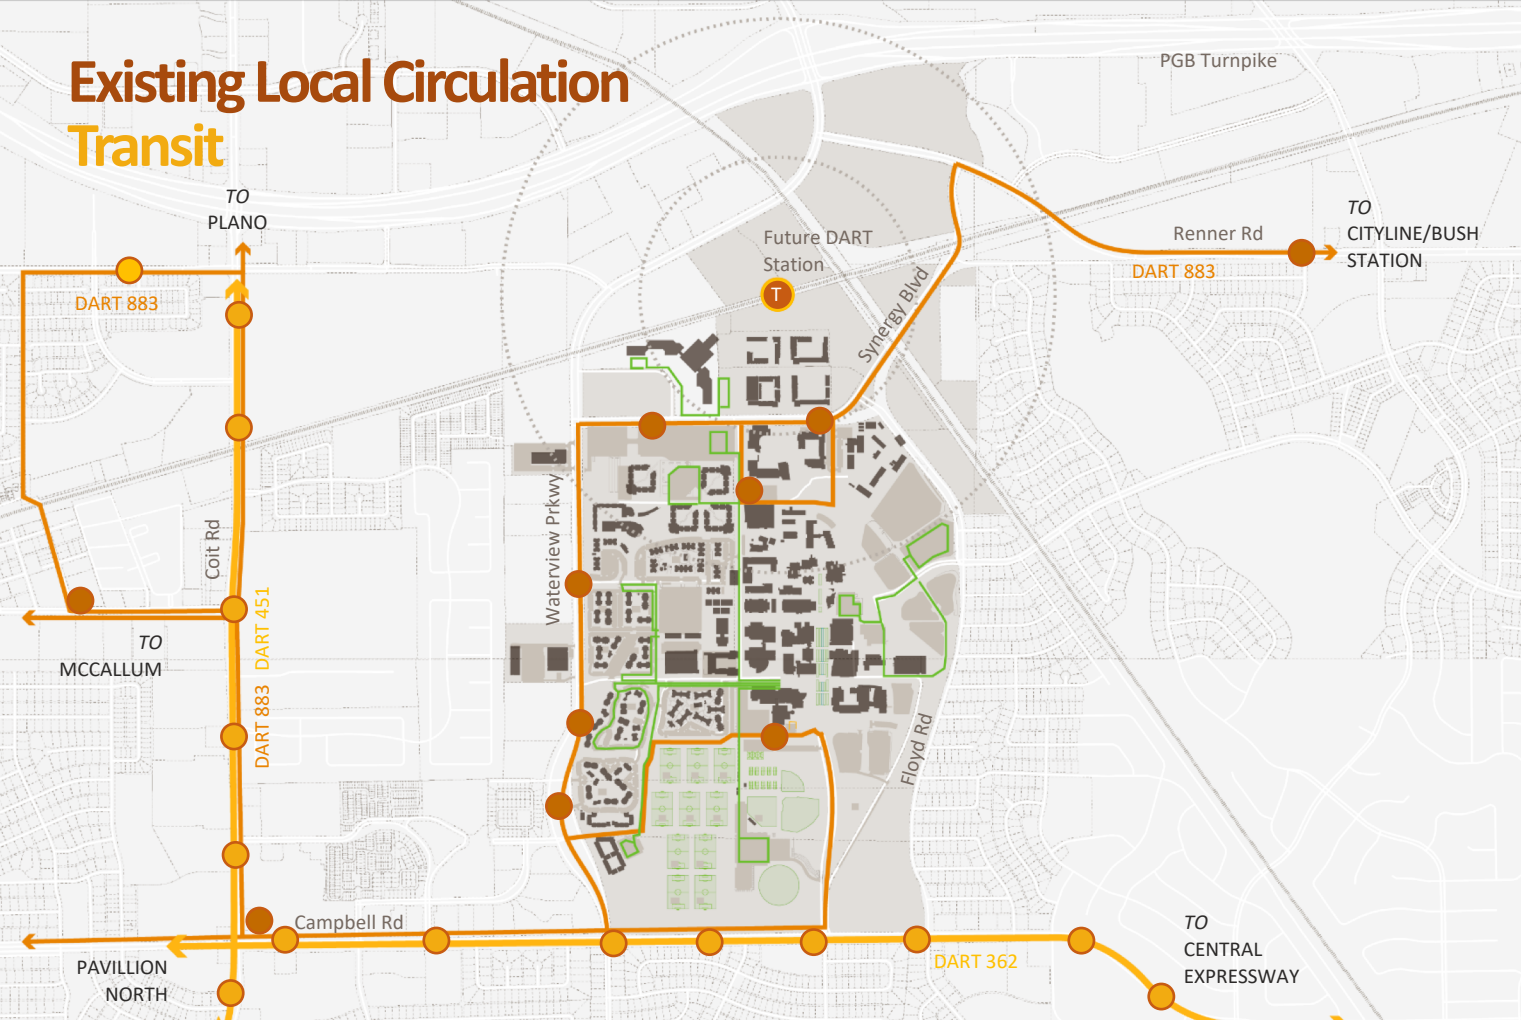 Existing Local Circulation
Transit
PGB Turnpike
TO
PLANO
TO
CITYLINE/BUSH
STATION
Renner Rd
DART 883
Future DART
Station
T
Synergy Blvd
DART 883
Coit Rd
Waterview Prkwy
DART 451
DART 883
TO
MCCALLUM
Floyd Rd
Campbell Rd
PAVILLION
NORTH
DART 362
TO
CENTRAL
EXPRESSWAY